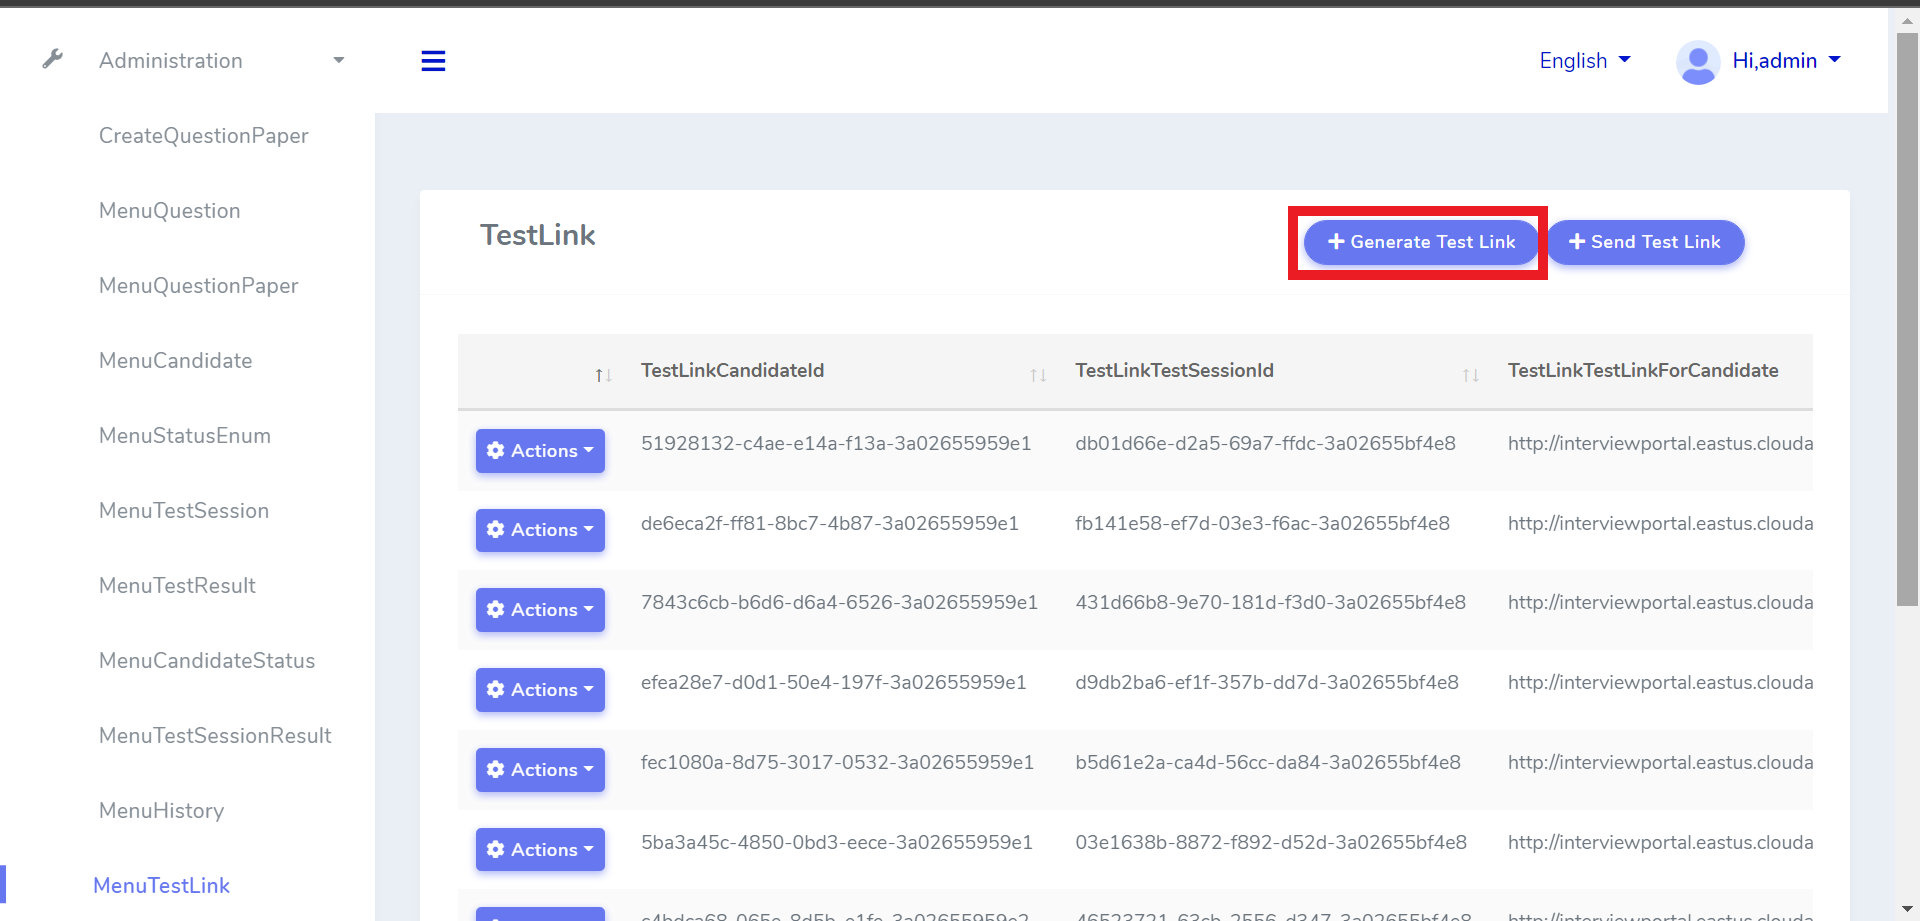 Administration
English
Hi,admin
CreateQuestionPaper
MenuQuestion
MenuQuestionPaper
MenuCandidate
MenuStatusEnum
MenuTestSession
MenuTestResult
MenuCandidateStatus
MenuTestSessionResult
MenuHistory
MenuTestLink
TestLink
Generate Test Link
Send Test Link
TestLinkCandidateId TestLinkTestSessionId TestLinkTestLinkForCandidate
Actions 51928132-c4ae-e14a-f13a-3a02655959e1 db01d66e-d2a5-69a7-ffdc-3a02655bf4e8 http://interviewportal.eastus.clouda
Actions de6eca2f-ff81-8bc7-4b87-3a02655959e1 fb141e58-ef7d-03e3-f6ac-3a02655bf4e8 http://interviewportal.eastus.clouda
Actions 7843c6cb-b6d6-d6a4-6526-3a02655959e1 431d66b8-9e70-181d-f3d0-3a02655bf4e8 http://interviewportal.eastus.clouda
Actions efea28e7-d0d1-50e4-197f-3a02655959e1 d9db2ba6-ef1f-357b-dd7d-3a02655bf4e8 http://interviewportal.eastus.clouda
Actions fec1080a-8d75-3017-0532-3a02655959e1 b5d61e2a-ca4d-56cc-da84-3a02655bf4e8 http://interviewportal.eastus.clouda
Actions 5ba3a45c-4850-0bd3-eece-3a02655959e1 03e1638b-8872-f892-d52d-3a02655bf4e8 http://interviewportal.eastus.clouda